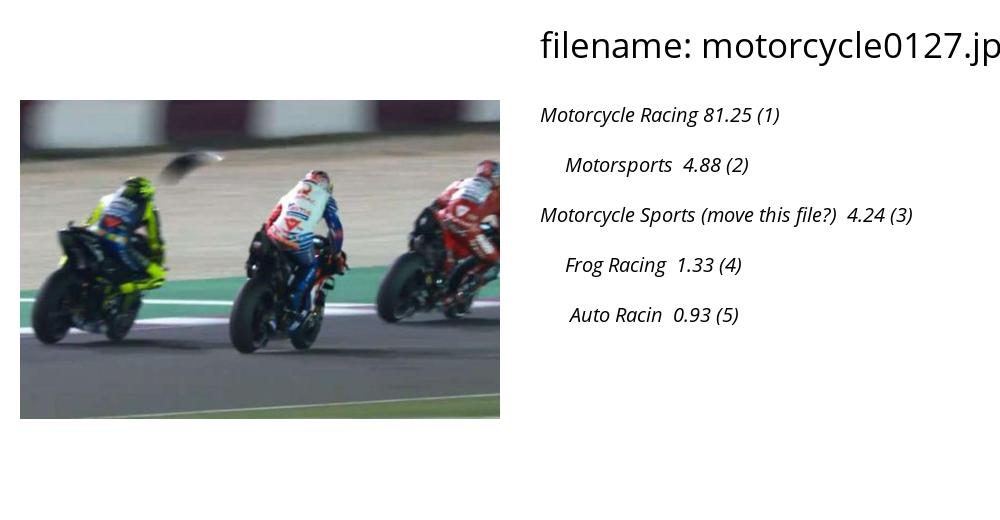 filename: motorcycle0127.jp
Motorcycle Racing 81.25 (1)
Motorsports 4.88 (2)
Motorcycle Sports (move this file?) 4.24 (3)
Frog Racing 1.33 (4)
Auto Racin 0.93 (5)